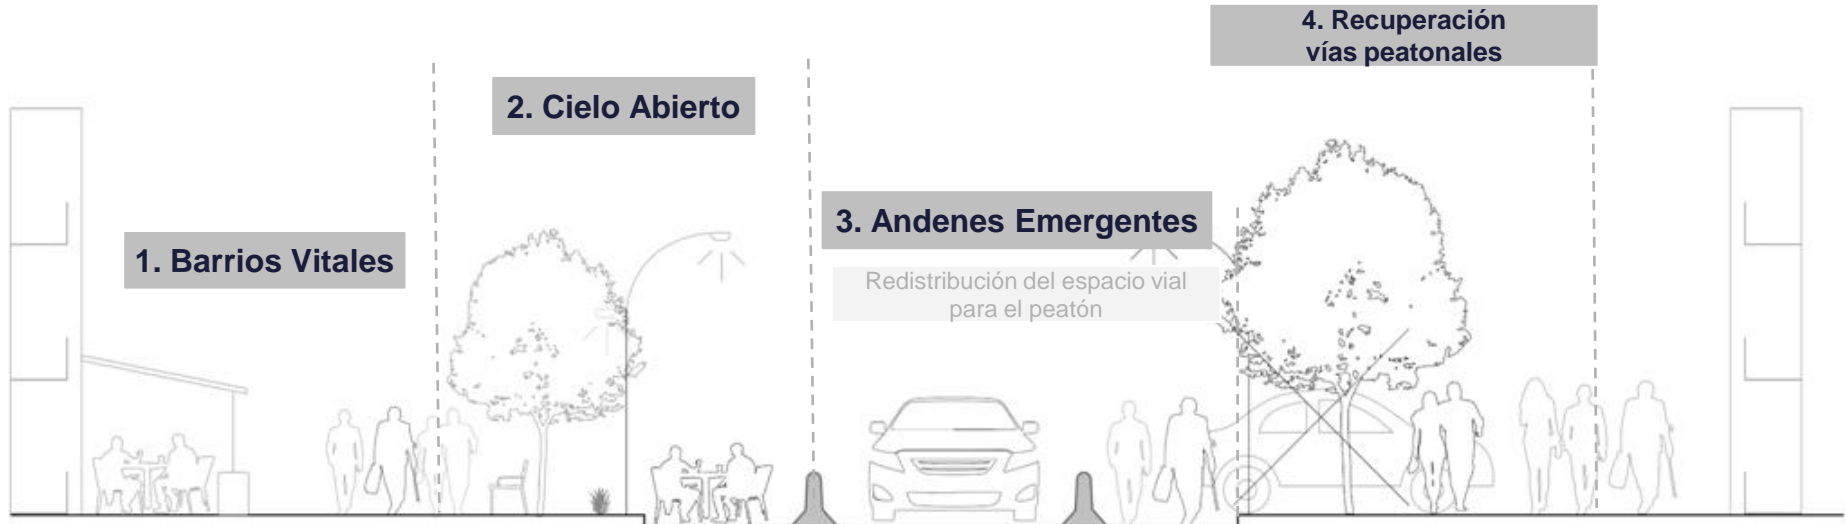 1. Barrios Vitales
2. Cielo Abierto
3. Andenes Emergentes
Redistribución del espacio vial
para el peatón
4. Recuperación
vías peatonales